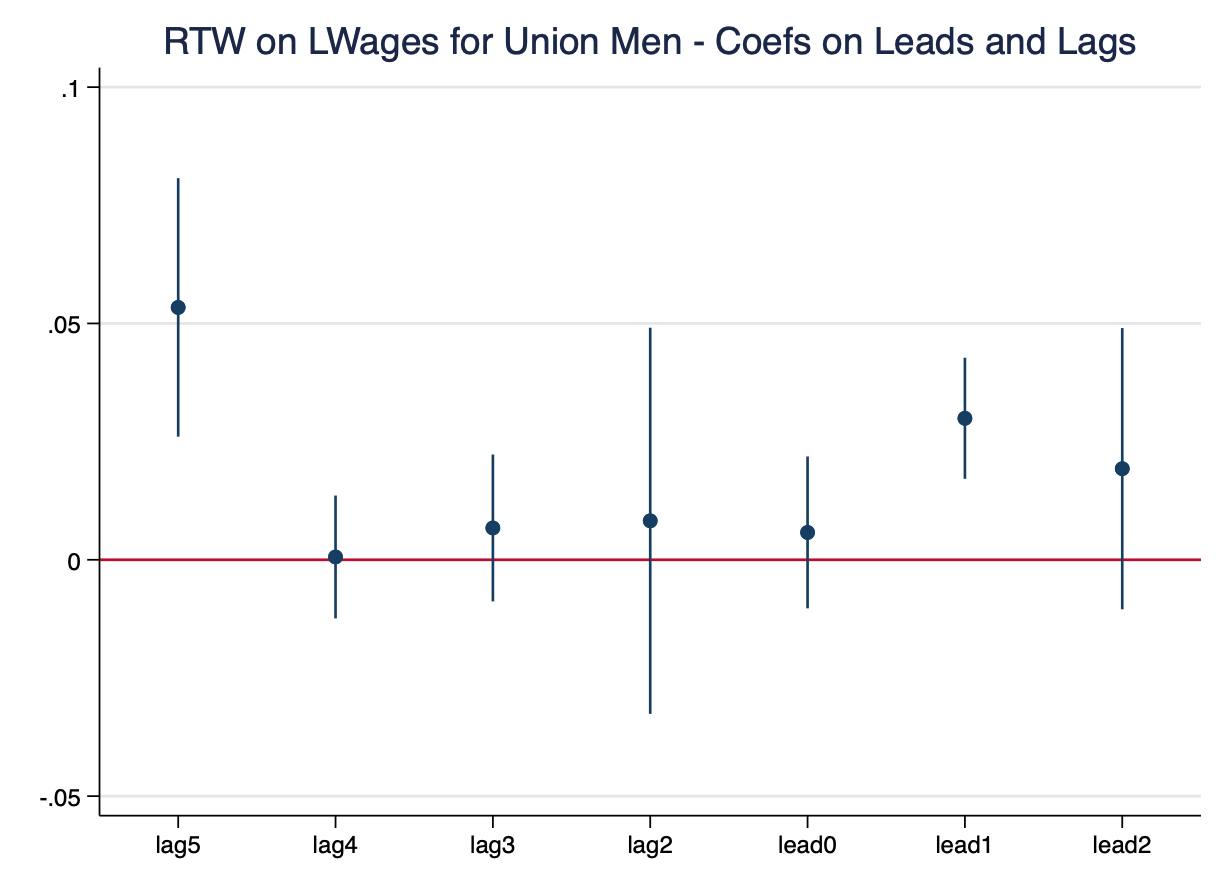 RTW on LWages for Union Men - Coefs on Leads and Lags
.1
.05
0
-.05
lag5 lag4 lag3 lag2 lead0 lead1 lead2